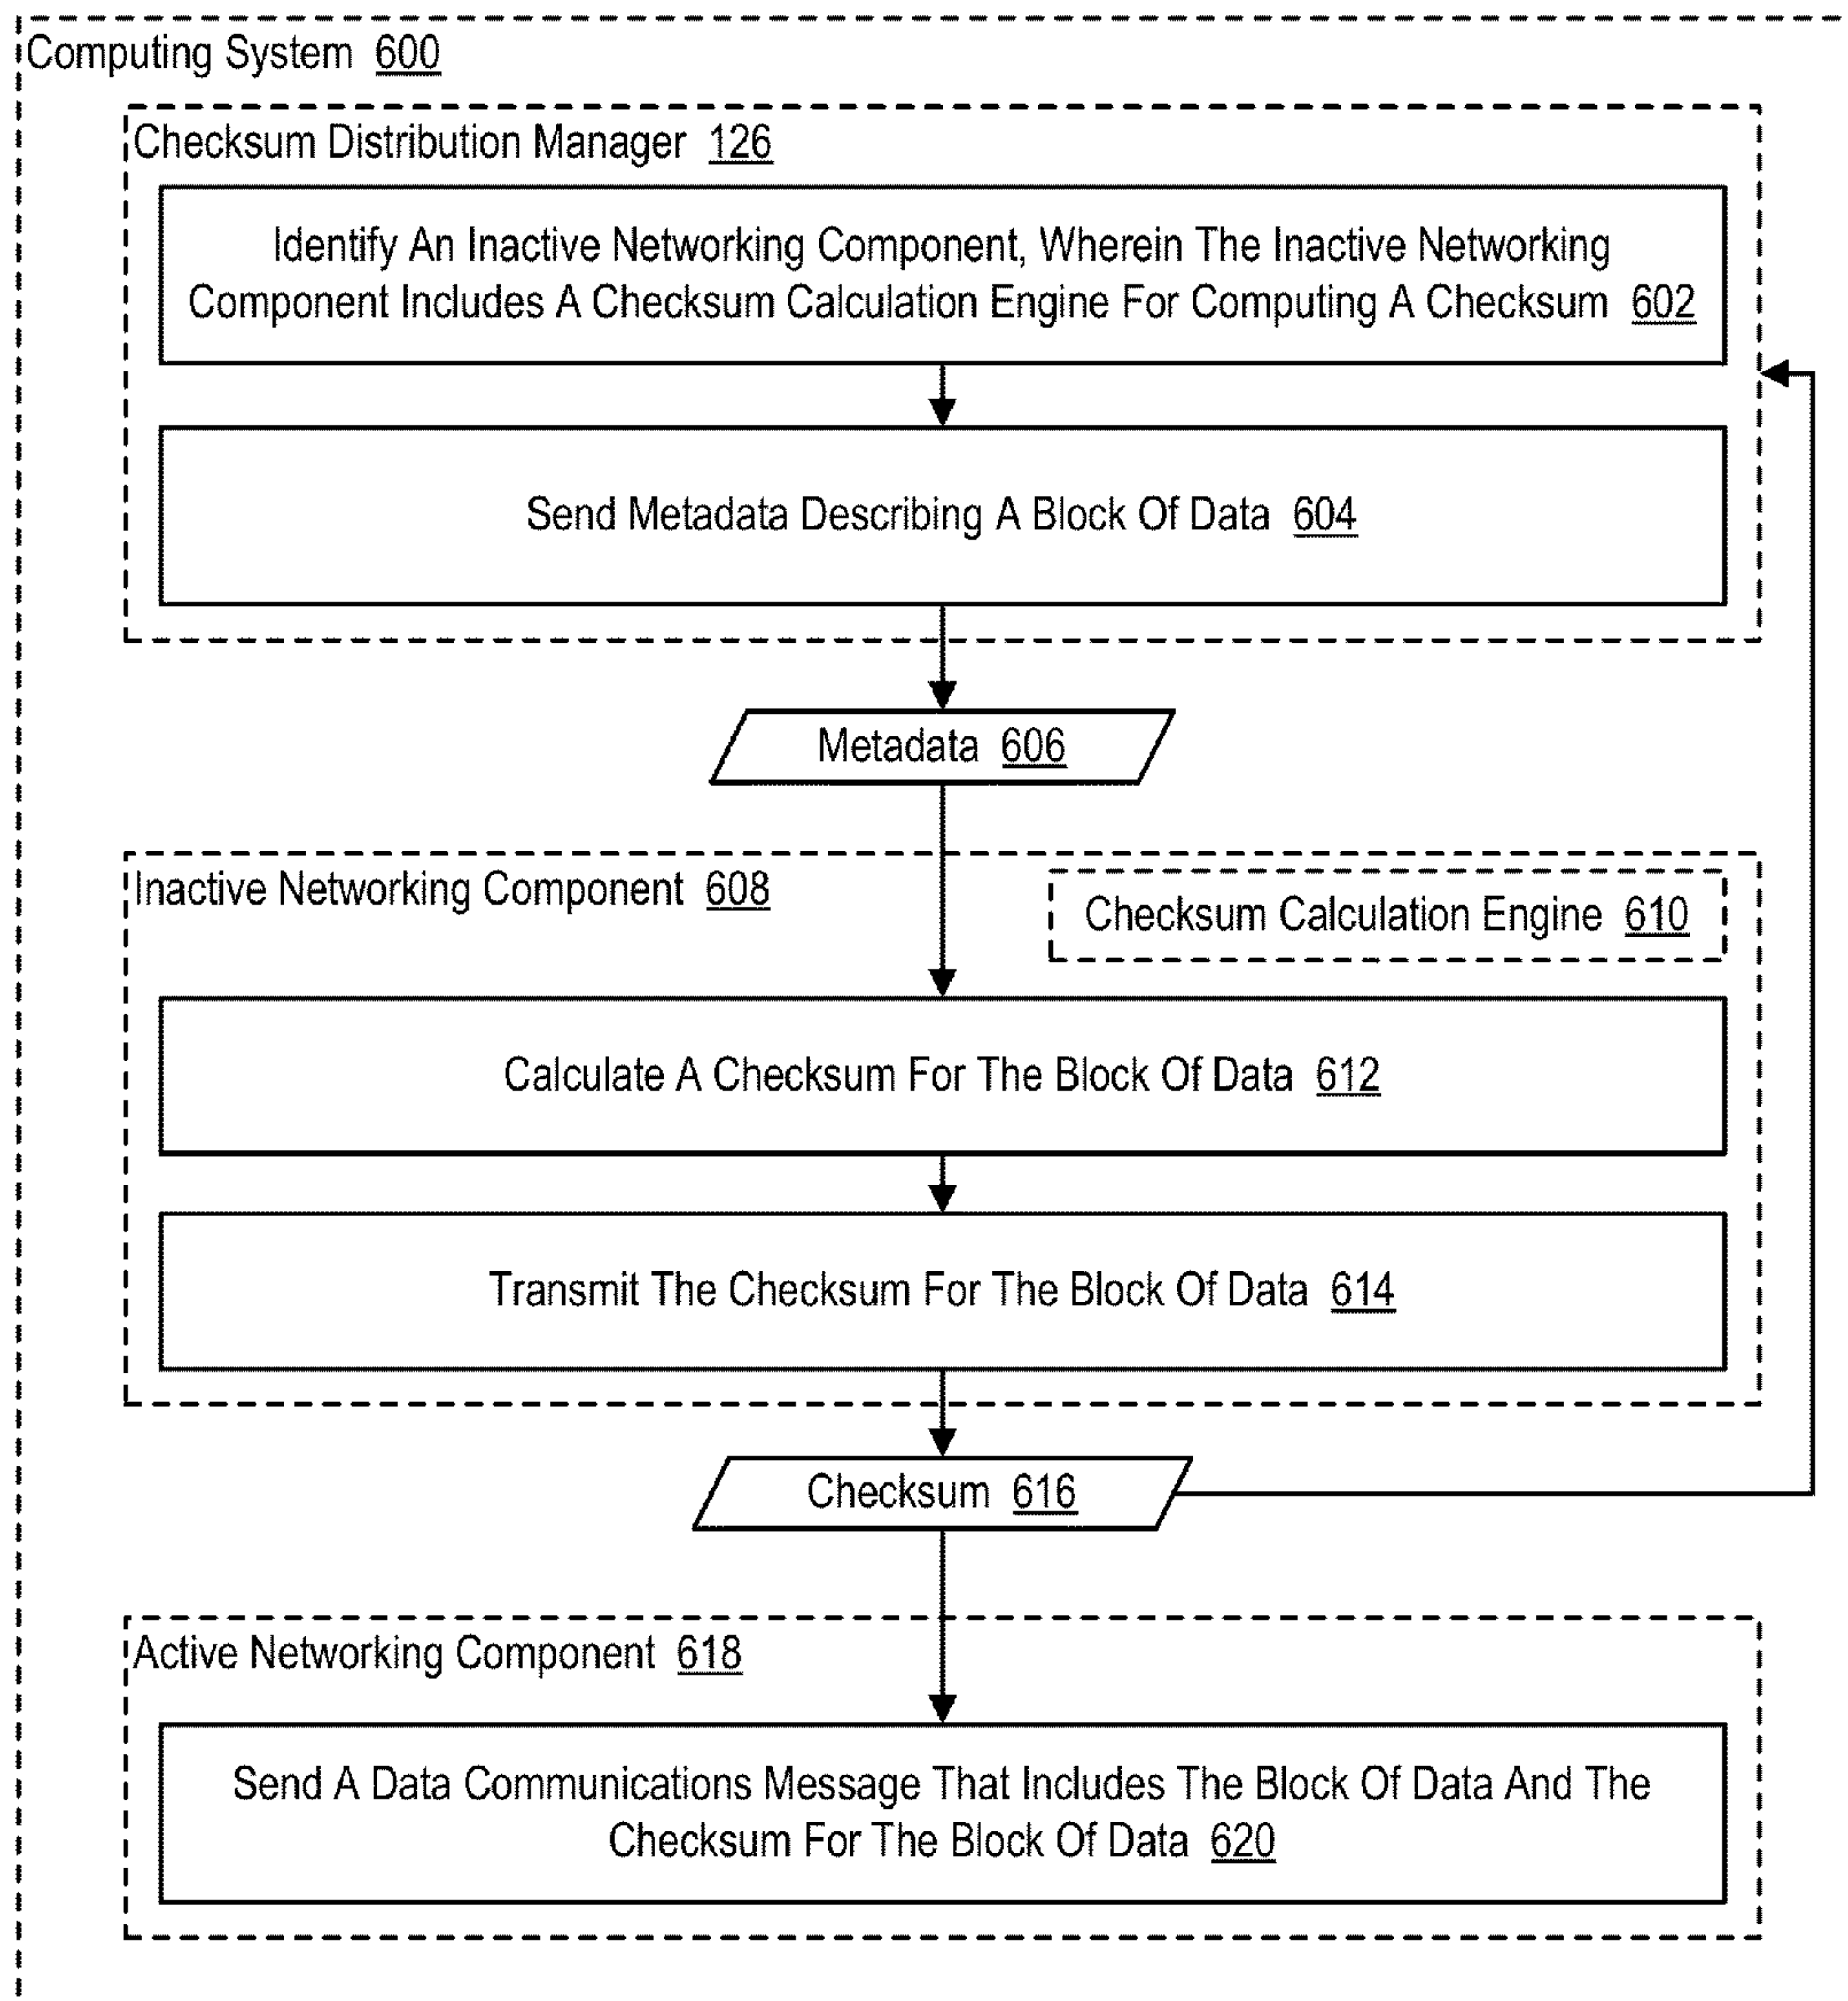 Computing System 600
Checksum Distribution Manager 126
Identify An Inactive Networking Component, Wherein The Inactive Networking
Component Includes A Checksum Calculation Engine For Computing A Checksum 602
Send Metadata Describing A Block Of Data 604
Metadata 606
Inactive Networking Component 608
Checksum Calculation Engine 610
Calculate A Checksum For The Block Of Data 612
Transmit The Checksum For The Block Of Data 614
Checksum 616
Active Networking Component 618
Send A Data Communications Message That Includes The Block Of Data And The
Checksum For The Block Of Data 620